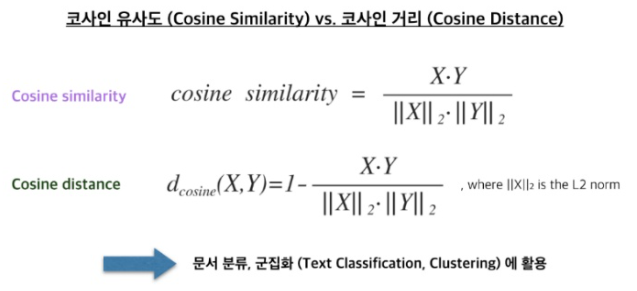 코사인 유사도 (Cosine Similarity) vs. 코사인 거리 (Cosine Distance)
Cosine similarity cosine similarity = X·Y / ||X||₂·||Y||₂
Cosine distance d_cosine(X,Y)=1- X·Y / ||X||₂·||Y||₂ , where ||X||₂ is the L2 norm
문서 분류, 군집화 (Text Classification, Clustering) 에 활용